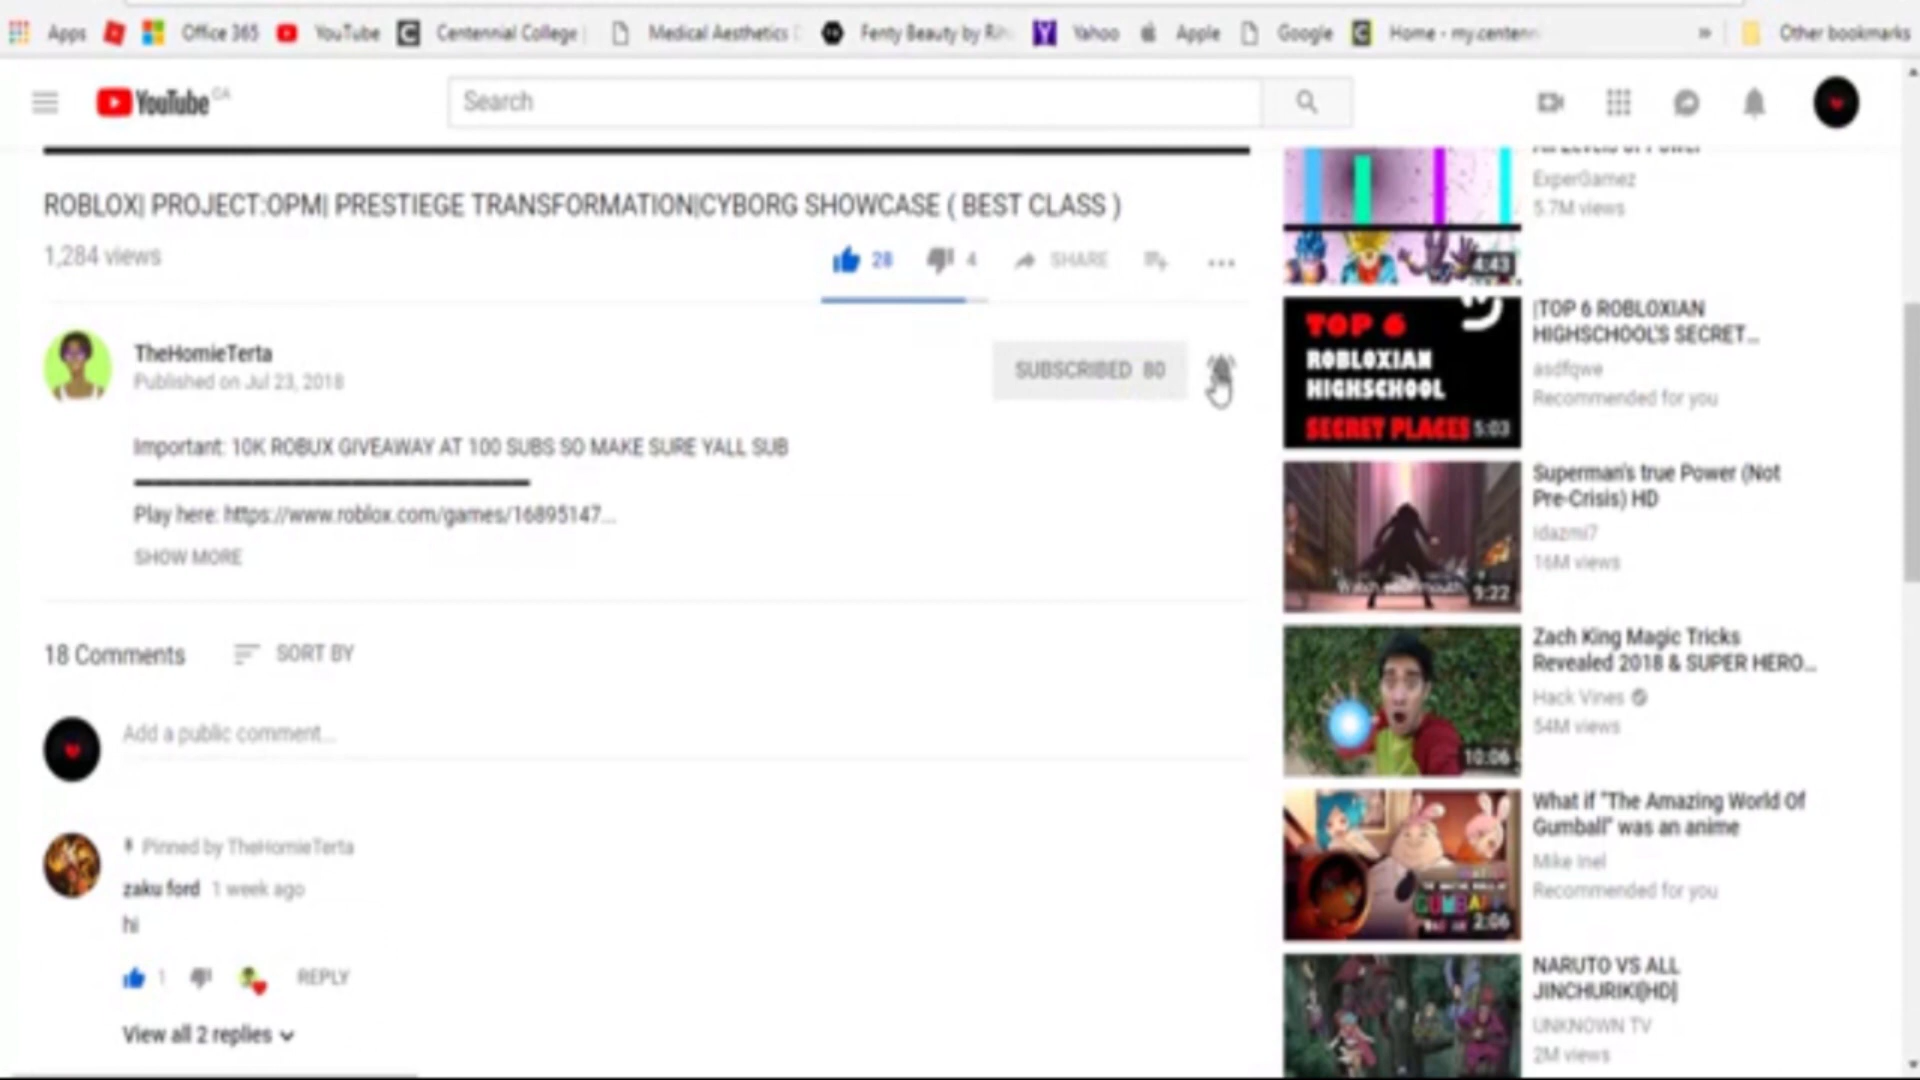 Apps Office 365 YouTube Centennial College Medical Aesthetics Fenty Beauty by Rih Yahoo Apple Google Home - my.centenn » Other bookmarks
YouTube CA Search
ExperGamez
5.7M views
4:43
ROBLOX| PROJECT:OPM| PRESTIEGE TRANSFORMATION|CYBORG SHOWCASE ( BEST CLASS )
1,284 views
28 4 SHARE
TheHomieTerta
Published on Jul 23, 2018
SUBSCRIBED 80
Important: 10K ROBUX GIVEAWAY AT 100 SUBS SO MAKE SURE YALL SUB
Play here: https://www.roblox.com/games/16895147...
SHOW MORE
18 Comments SORT BY
Add a public comment...
Pinned by TheHomieTerta
zaku ford 1 week ago
hi
1 REPLY
View all 2 replies
TOP 6
ROBLOXIAN
HIGHSCHOOL
SECRET PLACES 5:03
|TOP 6 ROBLOXIAN
HIGHSCHOOL'S SECRET...
asdfqwe
Recommended for you
9:22
Superman's true Power (Not
Pre-Crisis) HD
Idazmi7
16M views
10:06
Zach King Magic Tricks
Revealed 2018 & SUPER HERO...
Hack Vines
54M views
GUMBALL
2:06
What if "The Amazing World Of
Gumball" was an anime
Mike Inel
Recommended for you
NARUTO VS ALL
JINCHURIKI[HD]
UNKNOWN TV
2M views